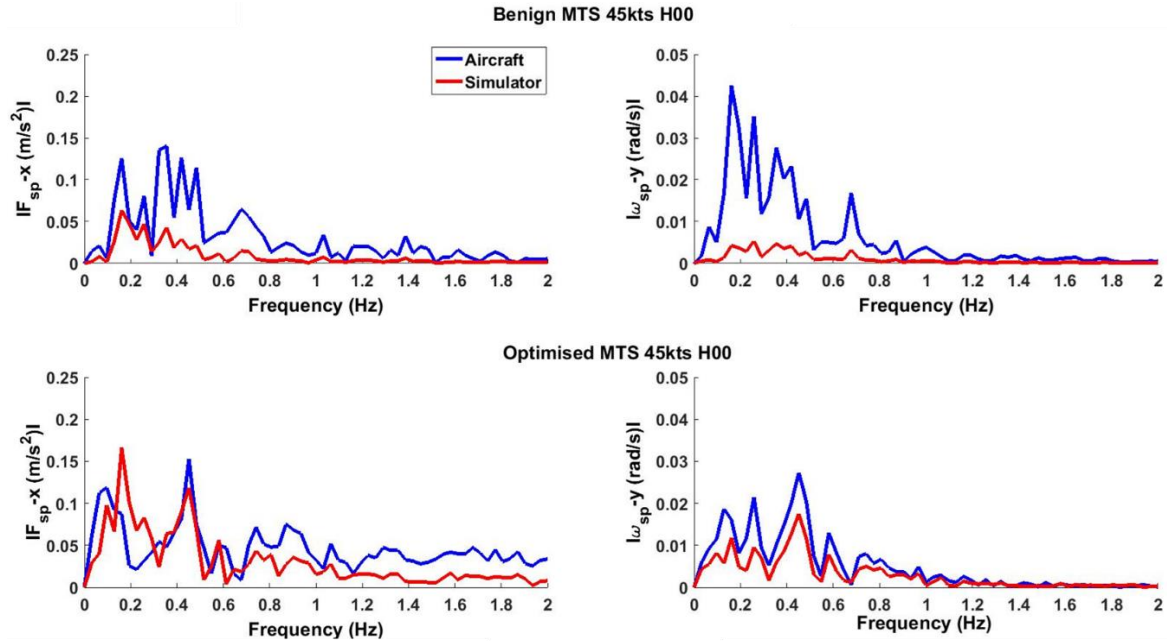 Benign MTS 45kts H00
|F_sp-x (m/s²)|
0.25
0.2
0.15
0.1
0.05
0
Aircraft
Simulator
0 0.2 0.4 0.6 0.8 1 1.2 1.4 1.6 1.8 2
Frequency (Hz)
|ω_sp-y (rad/s)|
0.05
0.04
0.03
0.02
0.01
0
0 0.2 0.4 0.6 0.8 1 1.2 1.4 1.6 1.8 2
Frequency (Hz)
Optimised MTS 45kts H00
|F_sp-x (m/s²)|
0.25
0.2
0.15
0.1
0.05
0
0 0.2 0.4 0.6 0.8 1 1.2 1.4 1.6 1.8 2
Frequency (Hz)
|ω_sp-y (rad/s)|
0.05
0.04
0.03
0.02
0.01
0
0 0.2 0.4 0.6 0.8 1 1.2 1.4 1.6 1.8 2
Frequency (Hz)